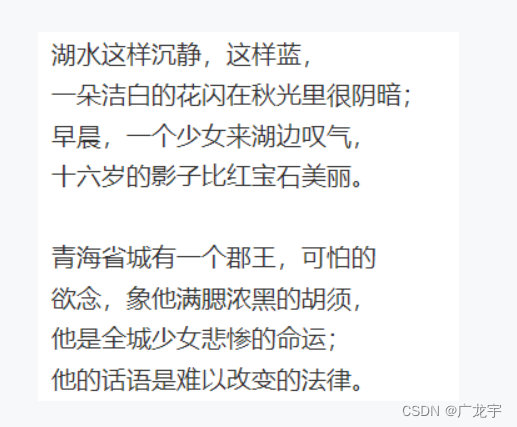 湖水这样沉静，这样蓝，
一朵洁白的花闪在秋光里很阴暗；
早晨，一个少女来湖边叹气，
十六岁的影子比红宝石美丽。
青海省城有一个郡王，可怕的
欲念，象他满腮浓黑的胡须，
他是全城少女悲惨的命运；
他的话语是难以改变的法律。
CSDN @广龙宇